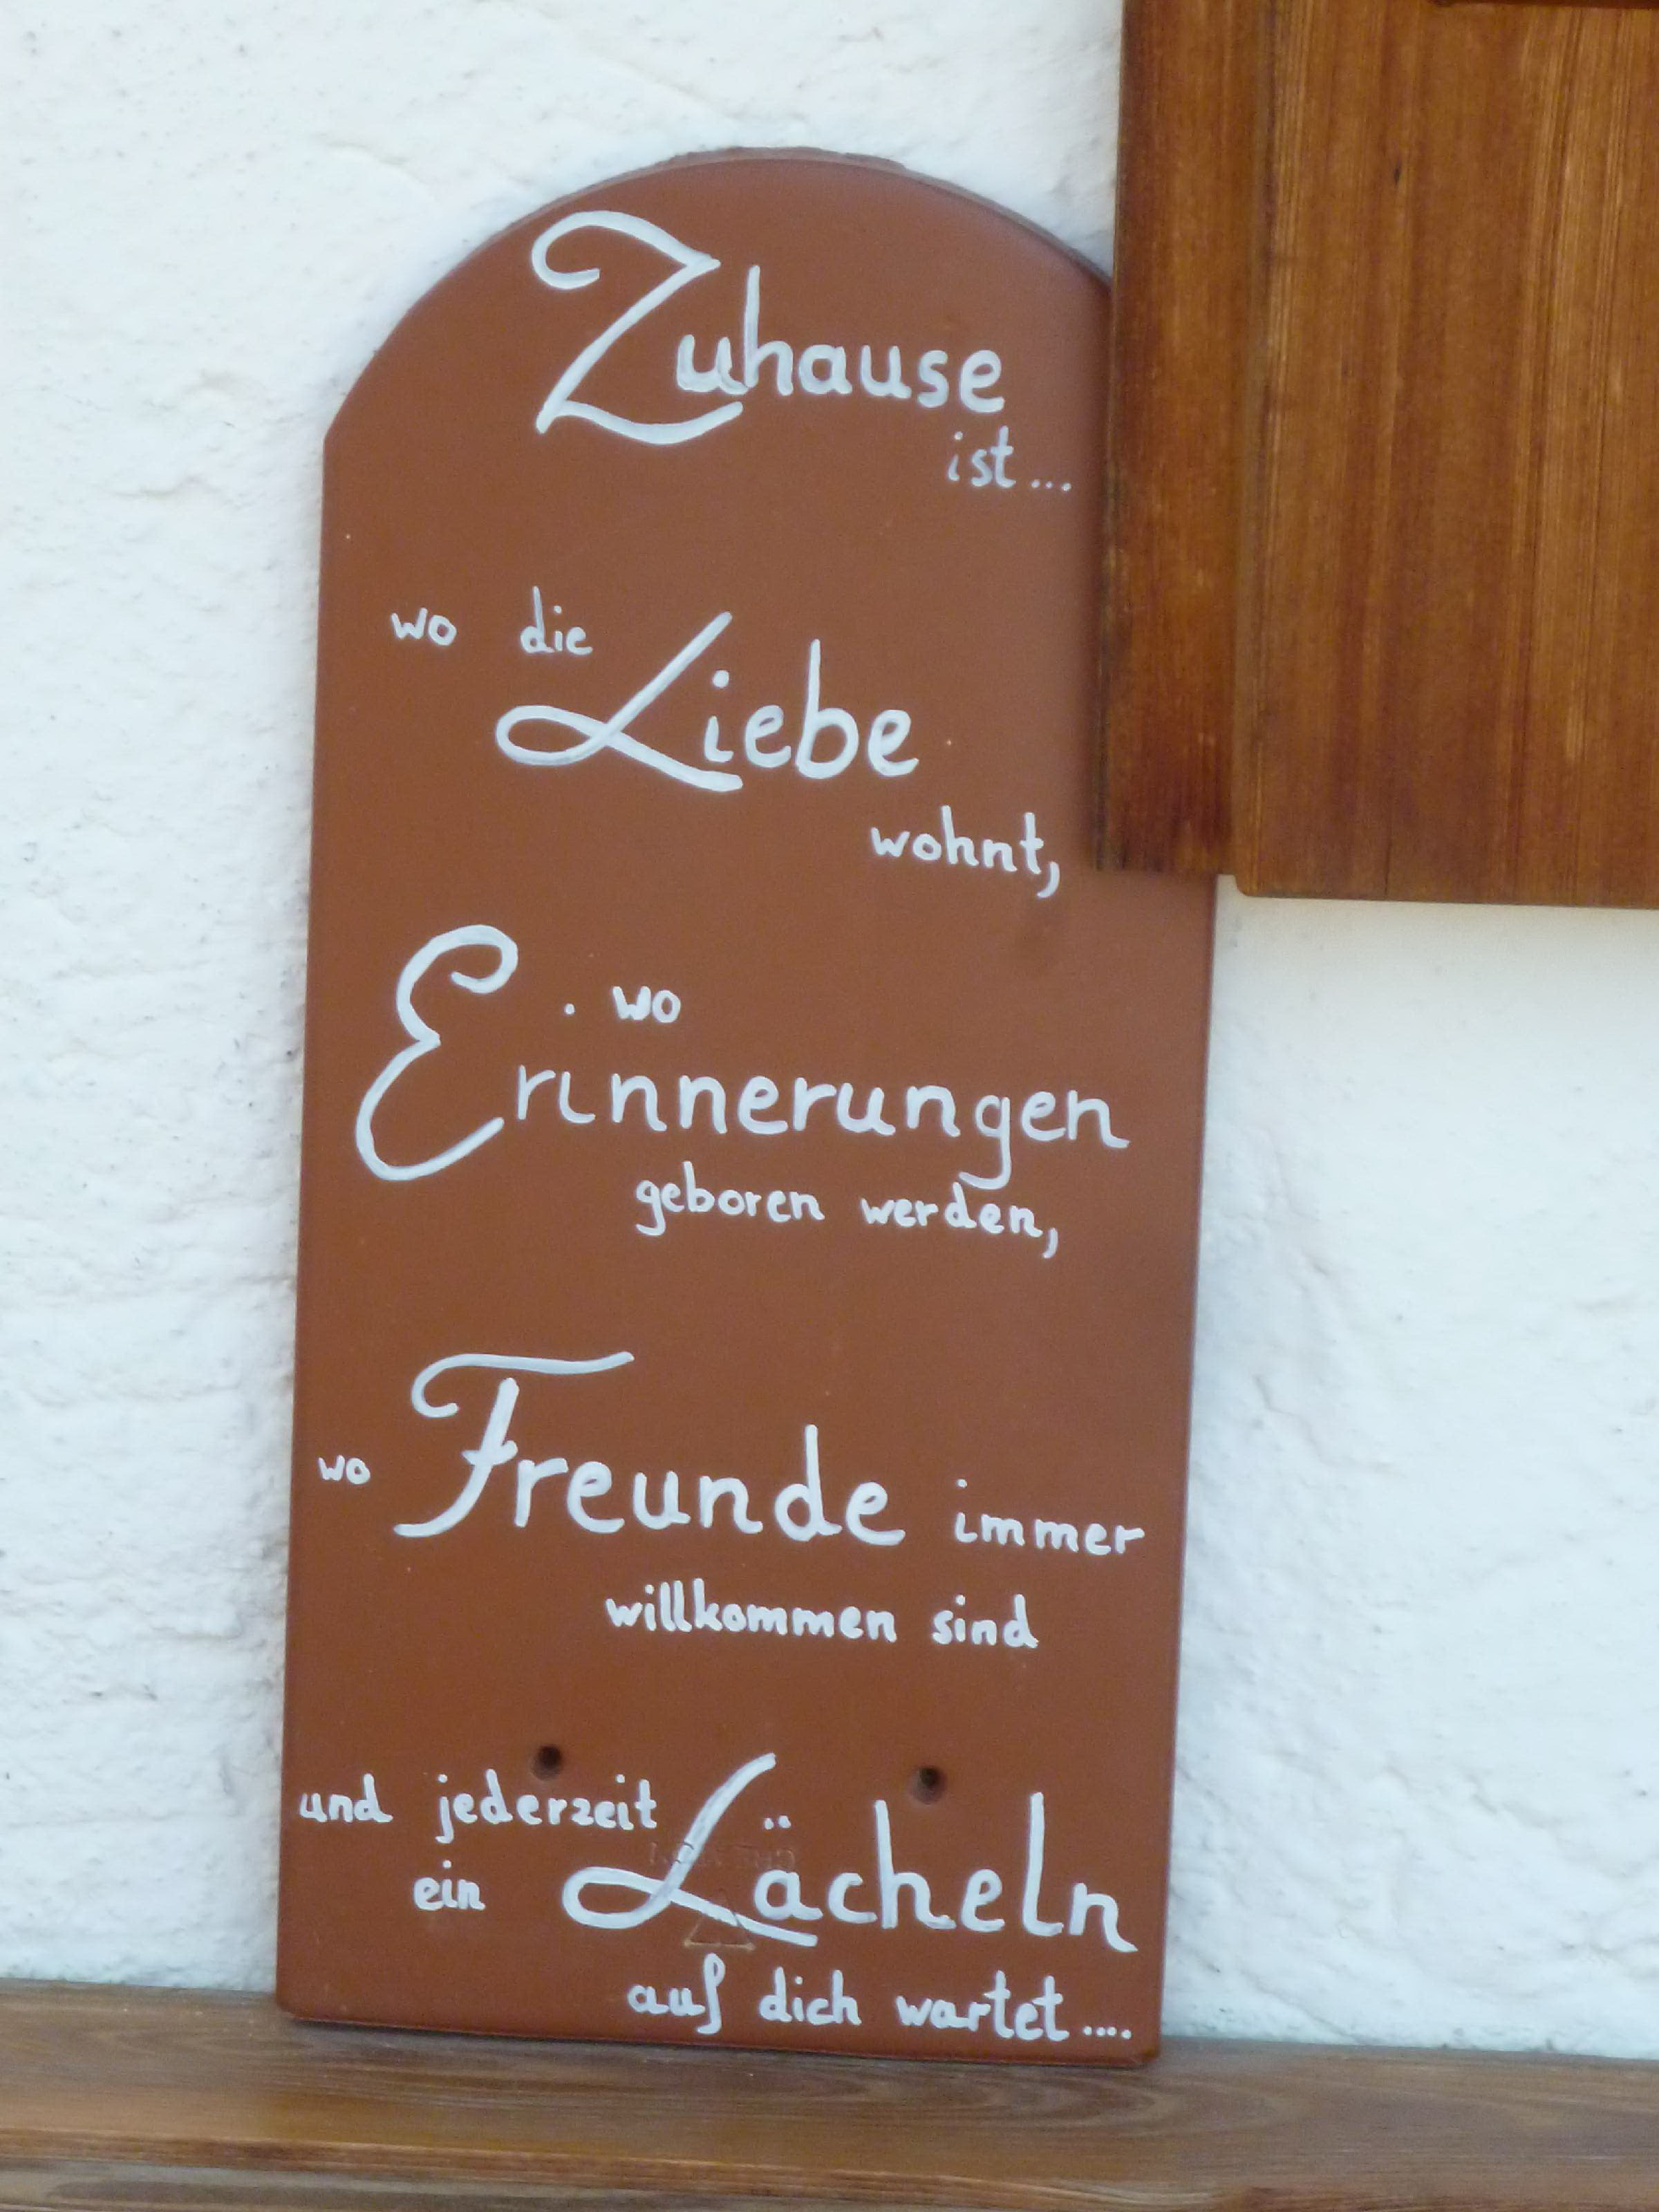 Zuhause
ist...
wo die
Liebe
wohnt,
wo
Erinnerungen
geboren werden,
wo Freunde immer
willkommen sind
und jederzeit
ein Lächeln
auf dich wartet....